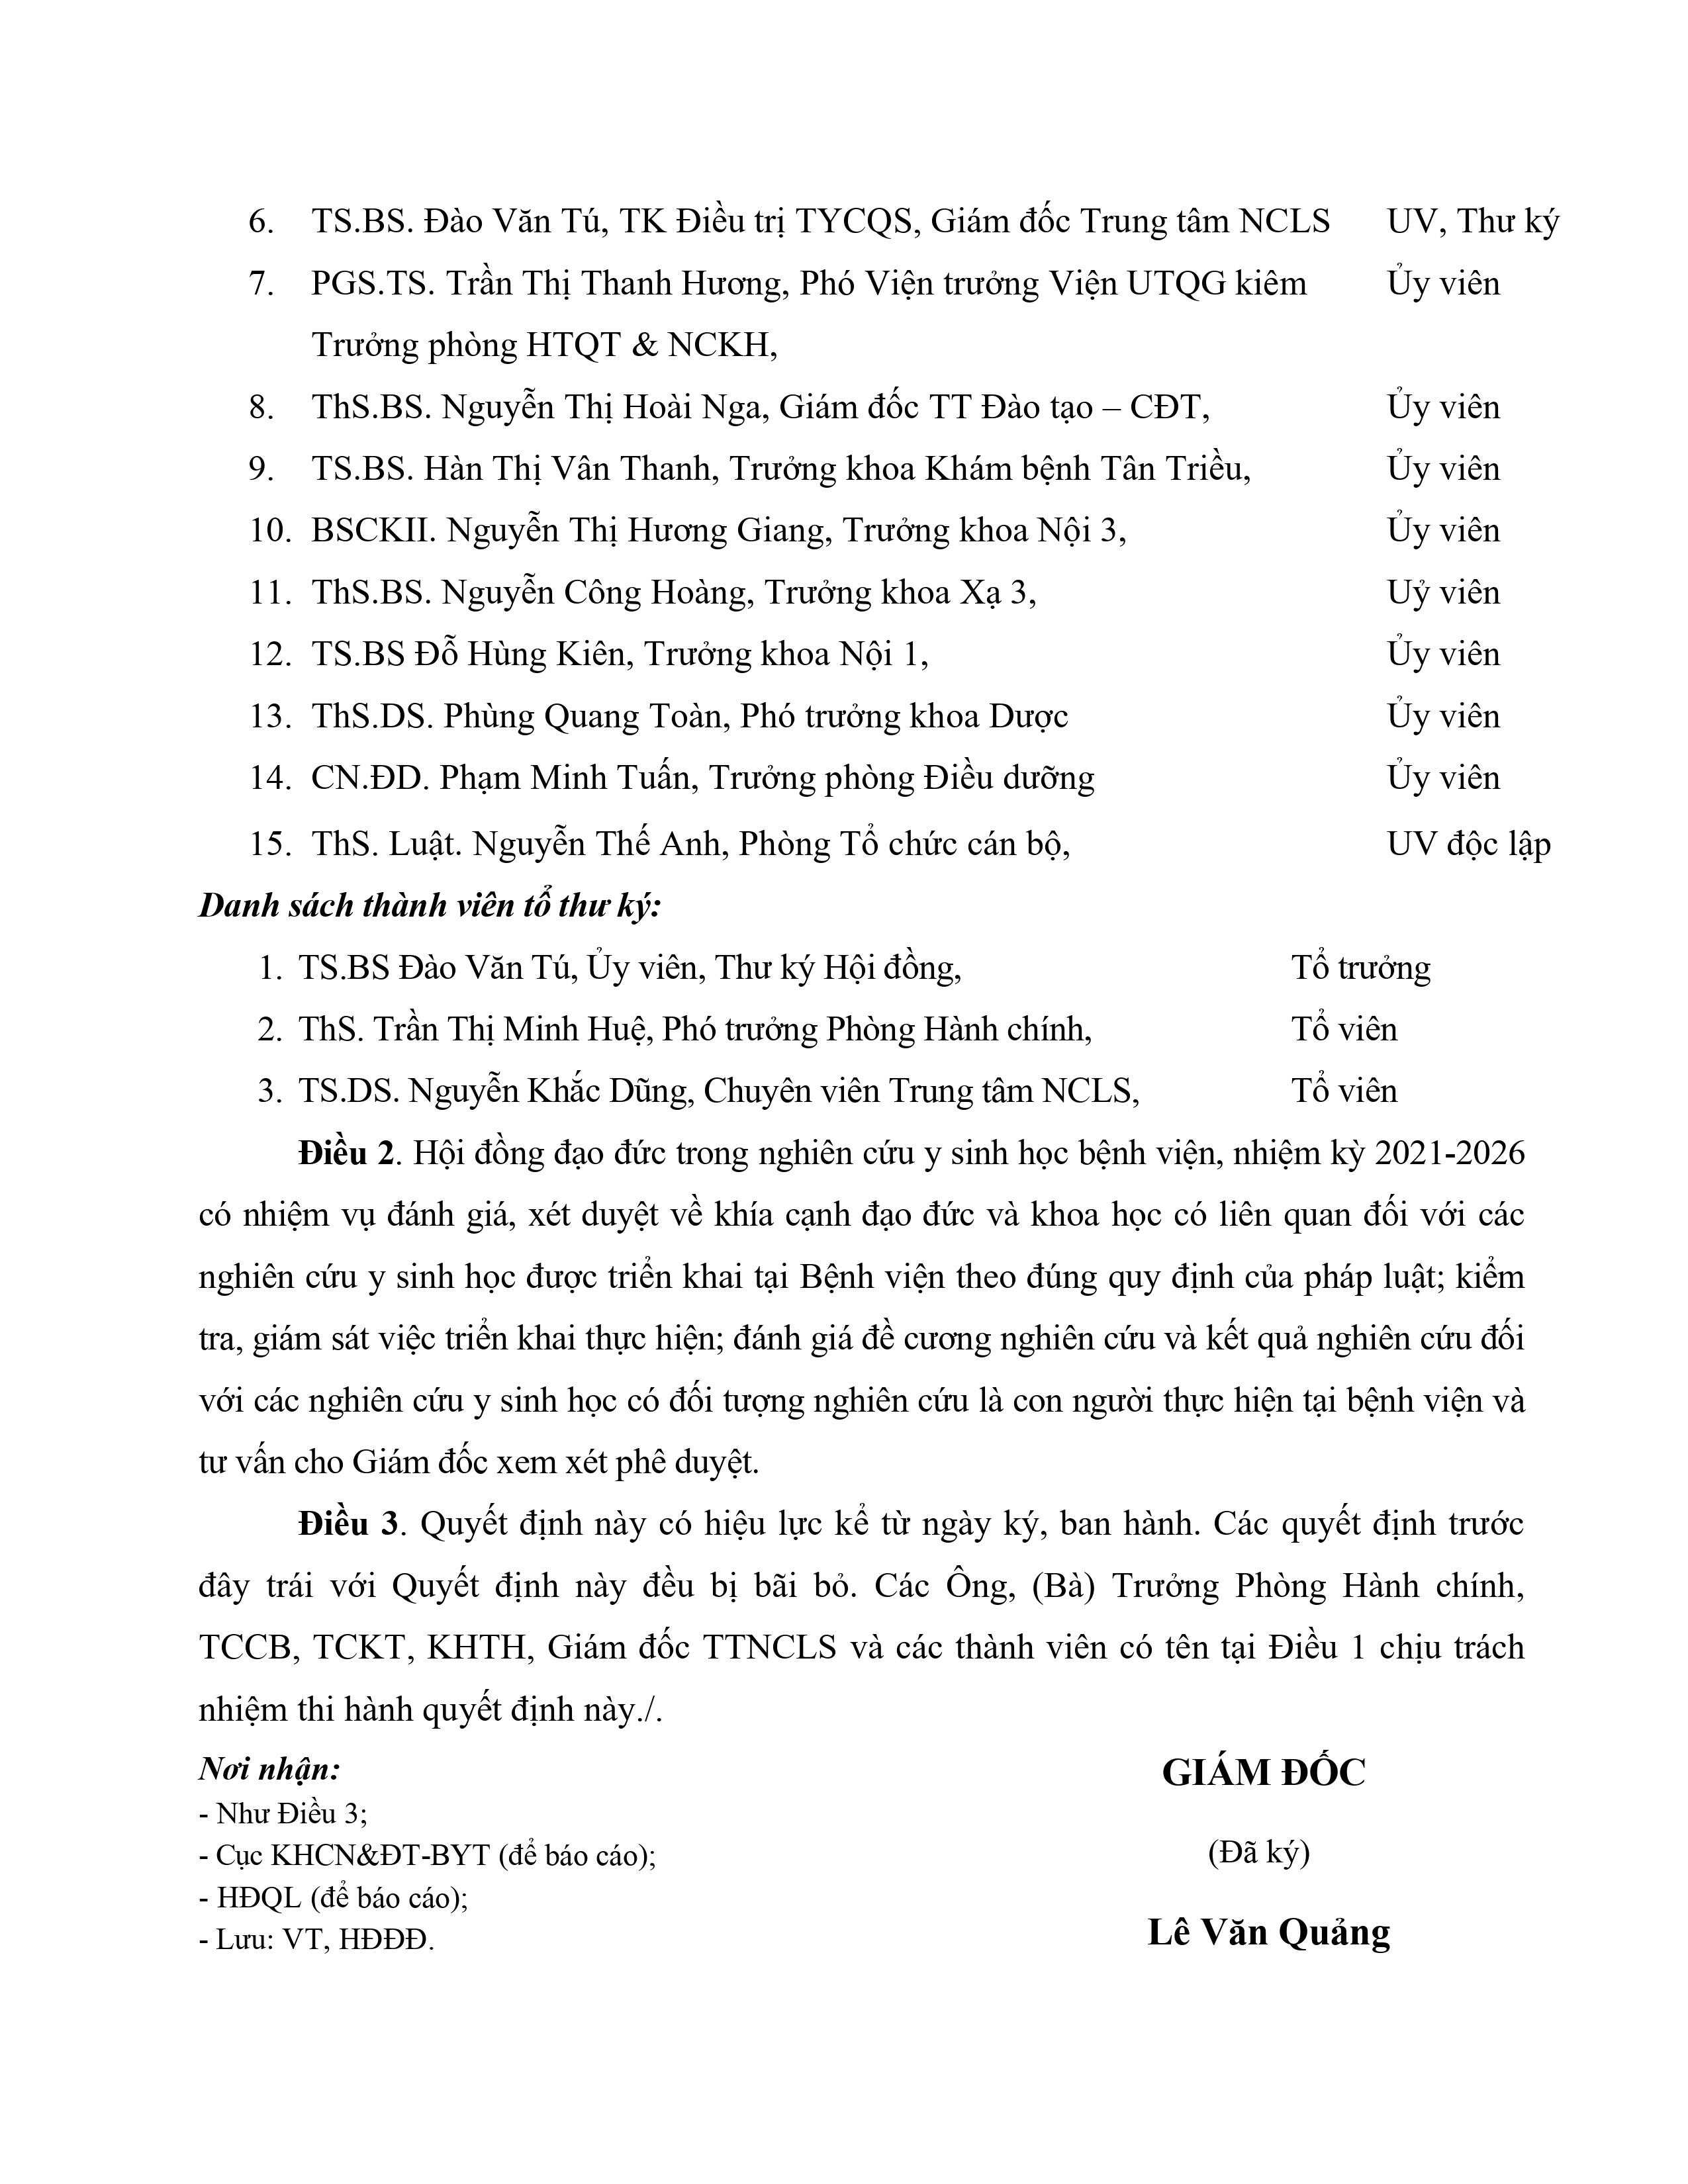 6. TS.BS. Đào Văn Tú, TK Điều trị TYCQS, Giám đốc Trung tâm NCLS UV, Thư ký
7. PGS.TS. Trần Thị Thanh Hương, Phó Viện trưởng Viện UTQG kiêm Ủy viên
Trưởng phòng HTQT & NCKH,
8. ThS.BS. Nguyễn Thị Hoài Nga, Giám đốc TT Đào tạo – CĐT, Ủy viên
9. TS.BS. Hàn Thị Vân Thanh, Trưởng khoa Khám bệnh Tân Triều, Ủy viên
10. BSCKII. Nguyễn Thị Hương Giang, Trưởng khoa Nội 3, Ủy viên
11. ThS.BS. Nguyễn Công Hoàng, Trưởng khoa Xạ 3, Uỷ viên
12. TS.BS Đỗ Hùng Kiên, Trưởng khoa Nội 1, Ủy viên
13. ThS.DS. Phùng Quang Toàn, Phó trưởng khoa Dược Ủy viên
14. CN.ĐD. Phạm Minh Tuấn, Trưởng phòng Điều dưỡng Ủy viên
15. ThS. Luật. Nguyễn Thế Anh, Phòng Tổ chức cán bộ, UV độc lập
Danh sách thành viên tổ thư ký:
1. TS.BS Đào Văn Tú, Ủy viên, Thư ký Hội đồng, Tổ trưởng
2. ThS. Trần Thị Minh Huệ, Phó trưởng Phòng Hành chính, Tổ viên
3. TS.DS. Nguyễn Khắc Dũng, Chuyên viên Trung tâm NCLS, Tổ viên
Điều 2. Hội đồng đạo đức trong nghiên cứu y sinh học bệnh viện, nhiệm kỳ 2021-2026
có nhiệm vụ đánh giá, xét duyệt về khía cạnh đạo đức và khoa học có liên quan đối với các
nghiên cứu y sinh học được triển khai tại Bệnh viện theo đúng quy định của pháp luật; kiểm
tra, giám sát việc triển khai thực hiện; đánh giá đề cương nghiên cứu và kết quả nghiên cứu đối
với các nghiên cứu y sinh học có đối tượng nghiên cứu là con người thực hiện tại bệnh viện và
tư vấn cho Giám đốc xem xét phê duyệt.
Điều 3. Quyết định này có hiệu lực kể từ ngày ký, ban hành. Các quyết định trước
đây trái với Quyết định này đều bị bãi bỏ. Các Ông, (Bà) Trưởng Phòng Hành chính,
TCCB, TCKT, KHTH, Giám đốc TTNCLS và các thành viên có tên tại Điều 1 chịu trách
nhiệm thi hành quyết định này./.
Nơi nhận:
- Như Điều 3;
- Cục KHCN&ĐT-BYT (để báo cáo);
- HĐQL (để báo cáo);
- Lưu: VT, HĐĐĐ.
GIÁM ĐỐC
(Đã ký)
Lê Văn Quảng